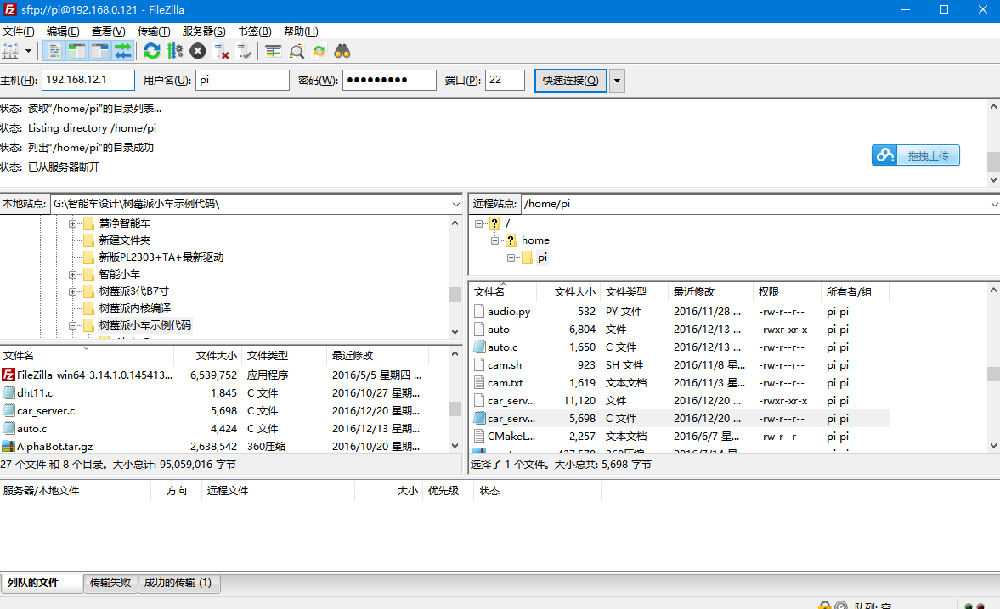 sftp://pi@192.168.0.121 - FileZilla
文件(F) 编辑(E) 查看(V) 传输(T) 服务器(S) 书签(B) 帮助(H)
主机(H): 192.168.12.1 用户名(U): pi 密码(W): ●●●●●●●●● 端口(P): 22 快速连接(Q)
状态: 读取“/home/pi”的目录列表...
状态: Listing directory /home/pi
状态: 列出“/home/pi”的目录成功
状态: 已从服务器断开
拖拽上传
本地站点: G:\智能车设计\树莓派小车示例代码\
慧净智能车
新建文件夹
新版PL2303+TA+最新驱动
智能小车
树莓派3代B7寸
树莓派内核编译
树莓派小车示例代码
文件名 文件大小 文件类型 最近修改
FileZilla_win64_3.14.1.0.145413... 6,539,752 应用程序 2016/5/5 星期四 ...
dht11.c 1,845 C 文件 2016/10/27 星期...
car_server.c 5,698 C 文件 2016/12/20 星期...
auto.c 4,424 C 文件 2016/12/13 星期...
AlphaBot.tar.gz 2,638,542 360压缩 2016/10/20 星期...
27 个文件 和 8 个目录。大小总计: 95,059,016 字节
远程站点: /home/pi
/
home
pi
文件名 文件大小 文件类型 最近修改 权限 所有者/组
audio.py 532 PY 文件 2016/11/28 ... -rw-r--r-- pi pi
auto 6,804 文件 2016/12/13 ... -rwxr-xr-x pi pi
auto.c 1,650 C 文件 2016/12/13 ... -rw-r--r-- pi pi
cam.sh 923 SH 文件 2016/11/8 星... -rw-r--r-- pi pi
cam.txt 1,619 文本文档 2016/11/3 星... -rw-r--r-- pi pi
car_serv... 11,120 文件 2016/12/20 ... -rwxr-xr-x pi pi
car_serv... 5,698 C 文件 2016/12/20 ... -rw-r--r-- pi pi
CMakeL... 2,257 文本文档 2016/6/7 星... -rw-r--r-- pi pi
选择了 1 个文件。大小总共: 5,698 字节
服务器/本地文件 方向 远程文件 大小 优先级 状态
列队的文件 传输失败 成功的传输 (1)
队列: 空